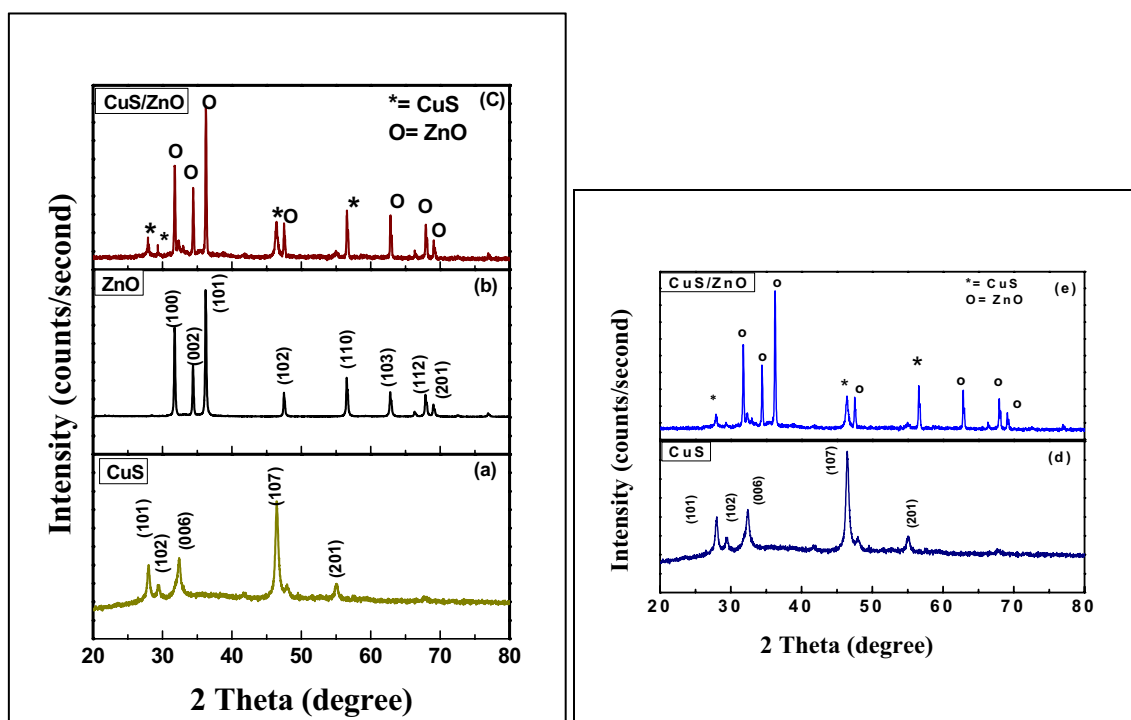 CuS/ZnO
(C)
*= CuS
O= ZnO
O
O
O
*
*
*
O
*
O
O
O
ZnO
(b)
(100)
(002)
(101)
(102)
(110)
(103)
(112)
(201)
CuS
(a)
(101)
(102)
(006)
(107)
(201)
20 30 40 50 60 70 80
2 Theta (degree)
Intensity (counts/second)
CuS/ZnO
(e)
*= CuS
O= ZnO
*
o
o
o
*
o
*
o
o
o
CuS
(d)
(101)
(102)
(006)
(107)
(201)
20 30 40 50 60 70 80
2 Theta (degree)
Intensity (counts/second)